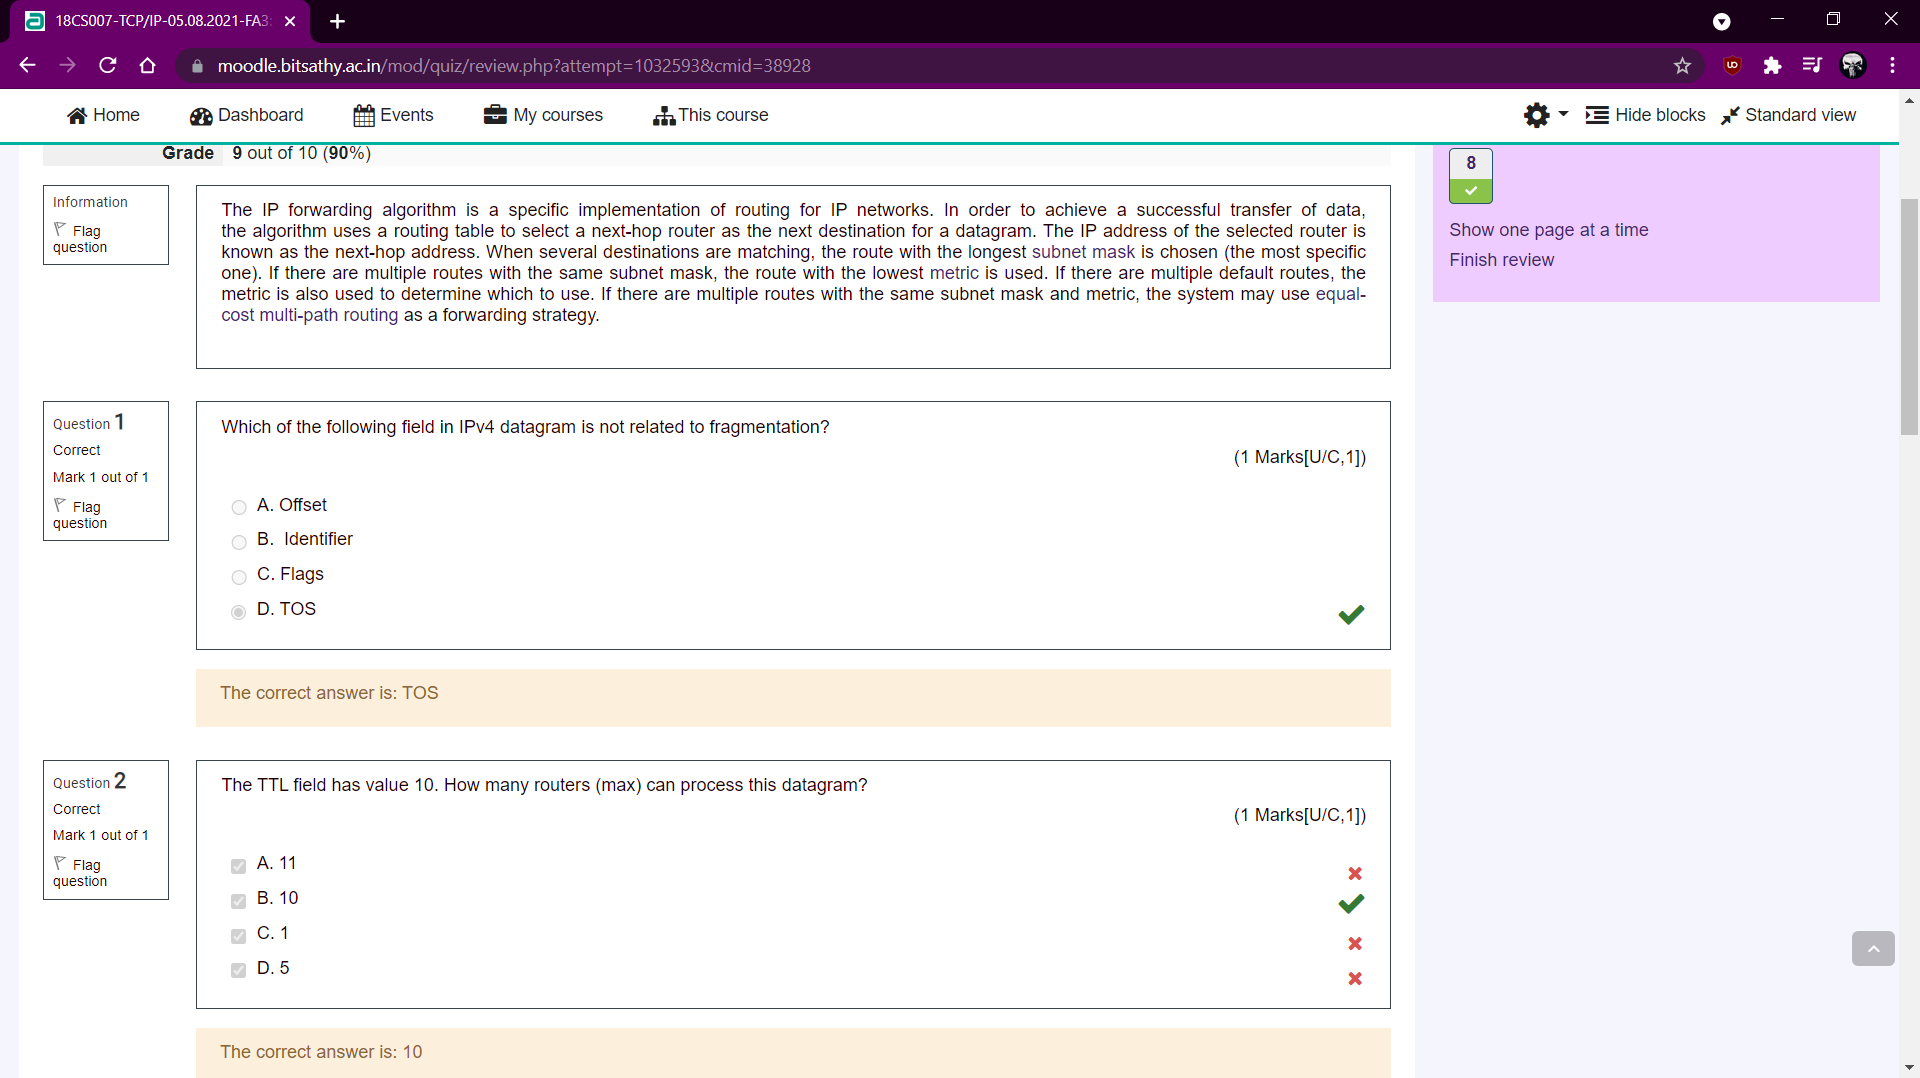 18CS007-TCP/IP-05.08.2021-FA3
moodle.bitsathy.ac.in/mod/quiz/review.php?attempt=1032593&cmid=38928
Home Dashboard Events My courses This course Hide blocks Standard view
Grade 9 out of 10 (90%)
8
Show one page at a time
Finish review
Information
Flag
question
The IP forwarding algorithm is a specific implementation of routing for IP networks. In order to achieve a successful transfer of data,
the algorithm uses a routing table to select a next-hop router as the next destination for a datagram. The IP address of the selected router is
known as the next-hop address. When several destinations are matching, the route with the longest subnet mask is chosen (the most specific
one). If there are multiple routes with the same subnet mask, the route with the lowest metric is used. If there are multiple default routes, the
metric is also used to determine which to use. If there are multiple routes with the same subnet mask and metric, the system may use equal-
cost multi-path routing as a forwarding strategy.
Question 1
Correct
Mark 1 out of 1
Flag
question
Which of the following field in IPv4 datagram is not related to fragmentation?
(1 Marks[U/C,1])
A. Offset
B. Identifier
C. Flags
D. TOS
The correct answer is: TOS
Question 2
Correct
Mark 1 out of 1
Flag
question
The TTL field has value 10. How many routers (max) can process this datagram?
(1 Marks[U/C,1])
A. 11
B. 10
C. 1
D. 5
The correct answer is: 10